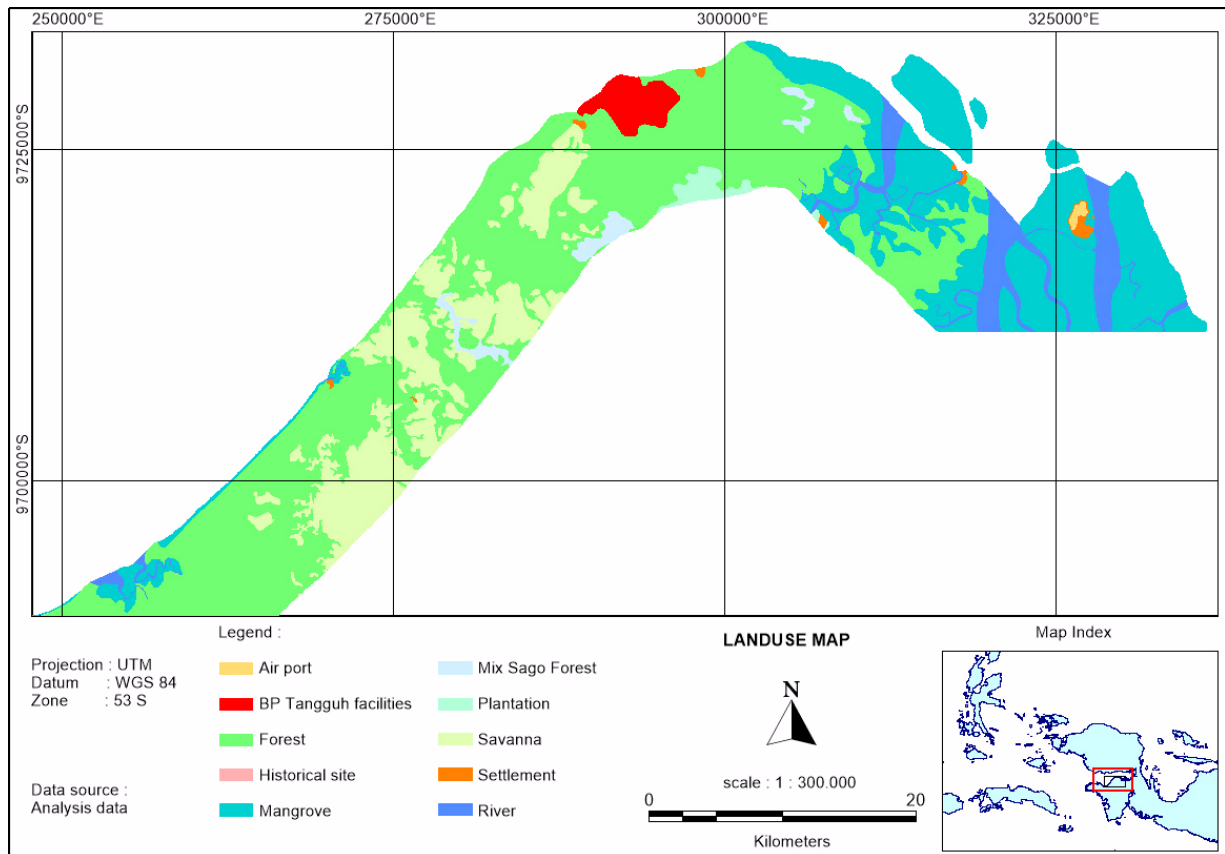 250000°E 275000°E 300000°E 325000°E
9725000°S
9700000°S
Legend :
Projection : UTM
Datum : WGS 84
Zone : 53 S
Data source :
Analysis data
Air port
BP Tangguh facilities
Forest
Historical site
Mangrove
Mix Sago Forest
Plantation
Savanna
Settlement
River
LANDUSE MAP
N
scale : 1 : 300.000
0 20
Kilometers
Map Index